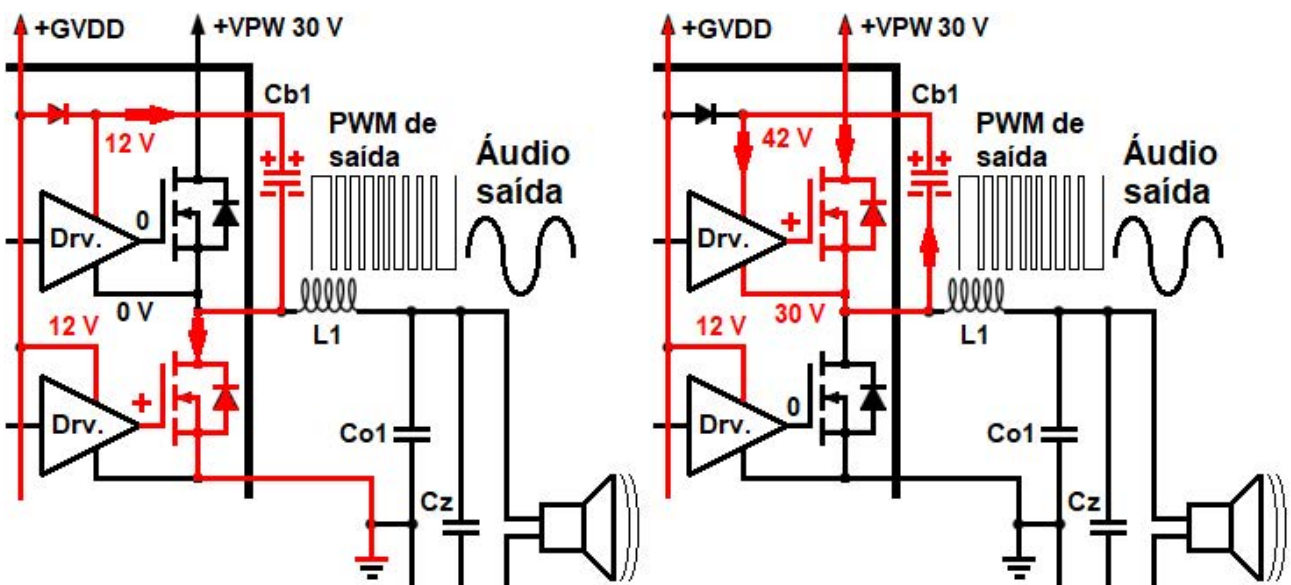 +GVDD
+VPW 30 V
Cb1
12 V
PWM de
saída
Áudio
saída
0
Drv.
0 V
12 V
L1
+
Drv.
Co1
Cz
+GVDD
+VPW 30 V
Cb1
42 V
PWM de
saída
Áudio
saída
+
Drv.
30 V
12 V
L1
0
Drv.
Co1
Cz